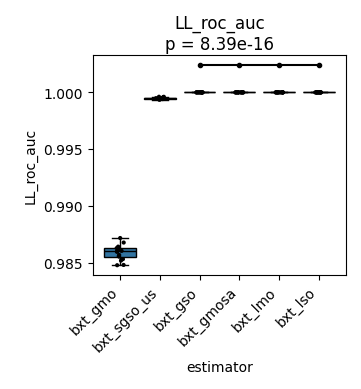 LL_roc_auc
p = 8.39e-16
LL_roc_auc
1.000
0.995
0.990
0.985
bxt_gmo
bxt_sgso_us
bxt_gso
bxt_gmosa
bxt_lmo
bxt_lso
estimator